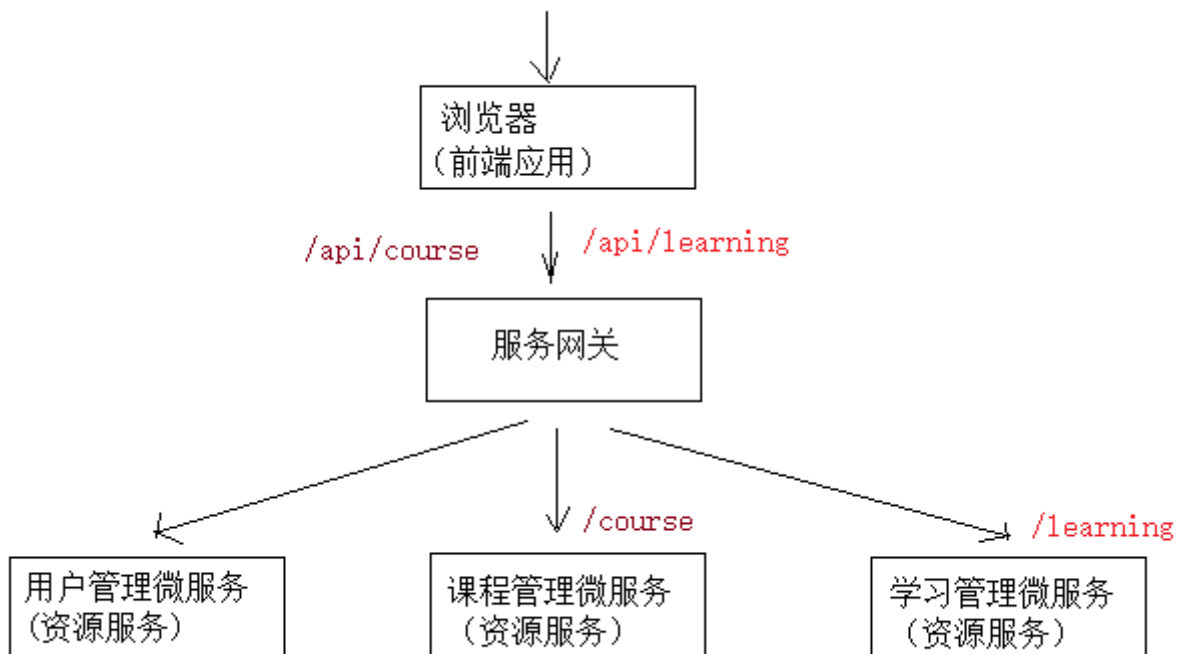 浏览器
（前端应用）
/api/course
/api/learning
服务网关
/course
/learning
用户管理微服务
(资源服务）
课程管理微服务
（资源服务）
学习管理微服务
（资源服务）